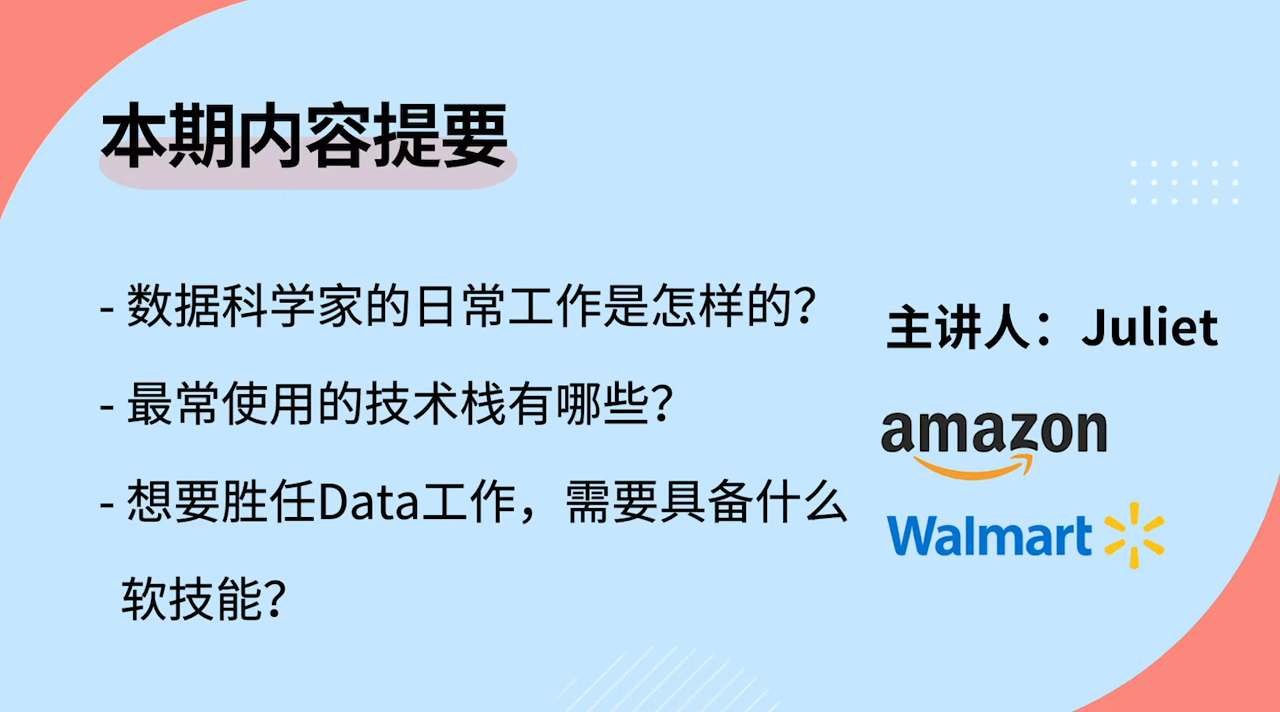 本期内容提要
- 数据科学家的日常工作是怎样的？
- 最常使用的技术栈有哪些？
- 想要胜任Data工作，需要具备什么
软技能？
主讲人：Juliet
amazon
Walmart